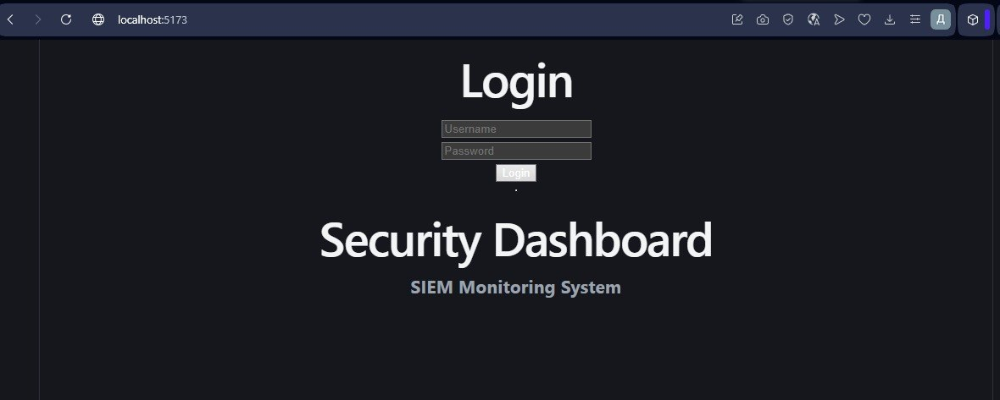 localhost:5173
Д
Login
Username
Password
Login
.
Security Dashboard
SIEM Monitoring System